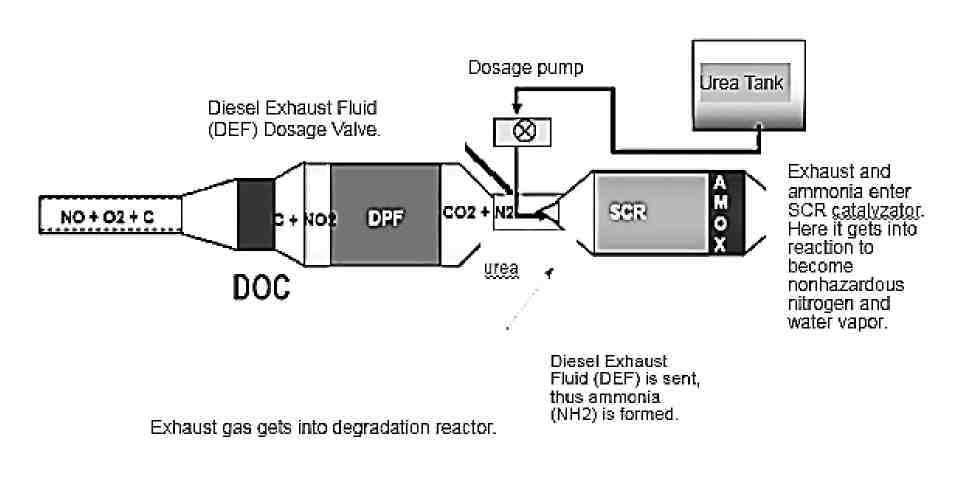 Dosage pump
Urea Tank
Diesel Exhaust Fluid
(DEF) Dosage Valve.
NO + O2 + C
DOC
C + NO2
DPF
CO2 + N2
urea
SCR
AMOX
Exhaust and
ammonia enter
SCR catalyzator.
Here it gets into
reaction to
become
nonhazardous
nitrogen and
water vapor.
Diesel Exhaust
Fluid (DEF) is sent,
thus ammonia
(NH2) is formed.
Exhaust gas gets into degradation reactor.